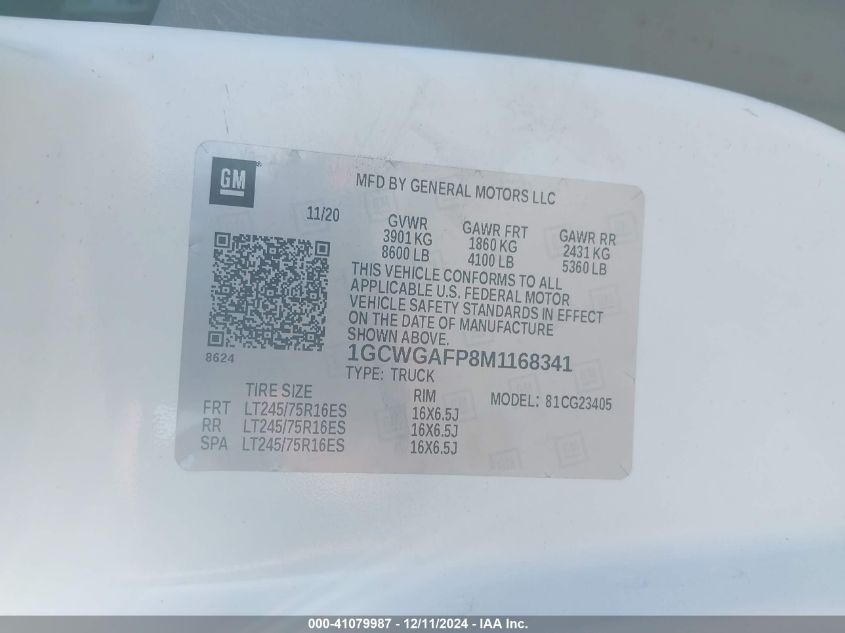 GM
MFD BY GENERAL MOTORS LLC
11/20
GVWR GAWR FRT GAWR RR
3901 KG 1860 KG 2431 KG
8600 LB 4100 LB 5360 LB
THIS VEHICLE CONFORMS TO ALL
APPLICABLE U.S. FEDERAL MOTOR
VEHICLE SAFETY STANDARDS IN EFFECT
ON THE DATE OF MANUFACTURE
SHOWN ABOVE.
8624
1GCWGAFP8M1168341
TYPE: TRUCK
TIRE SIZE RIM MODEL: 81CG23405
FRT LT245/75R16ES 16X6.5J
RR LT245/75R16ES 16X6.5J
SPA LT245/75R16ES 16X6.5J
000-41079987 - 12/11/2024 - IAA Inc.